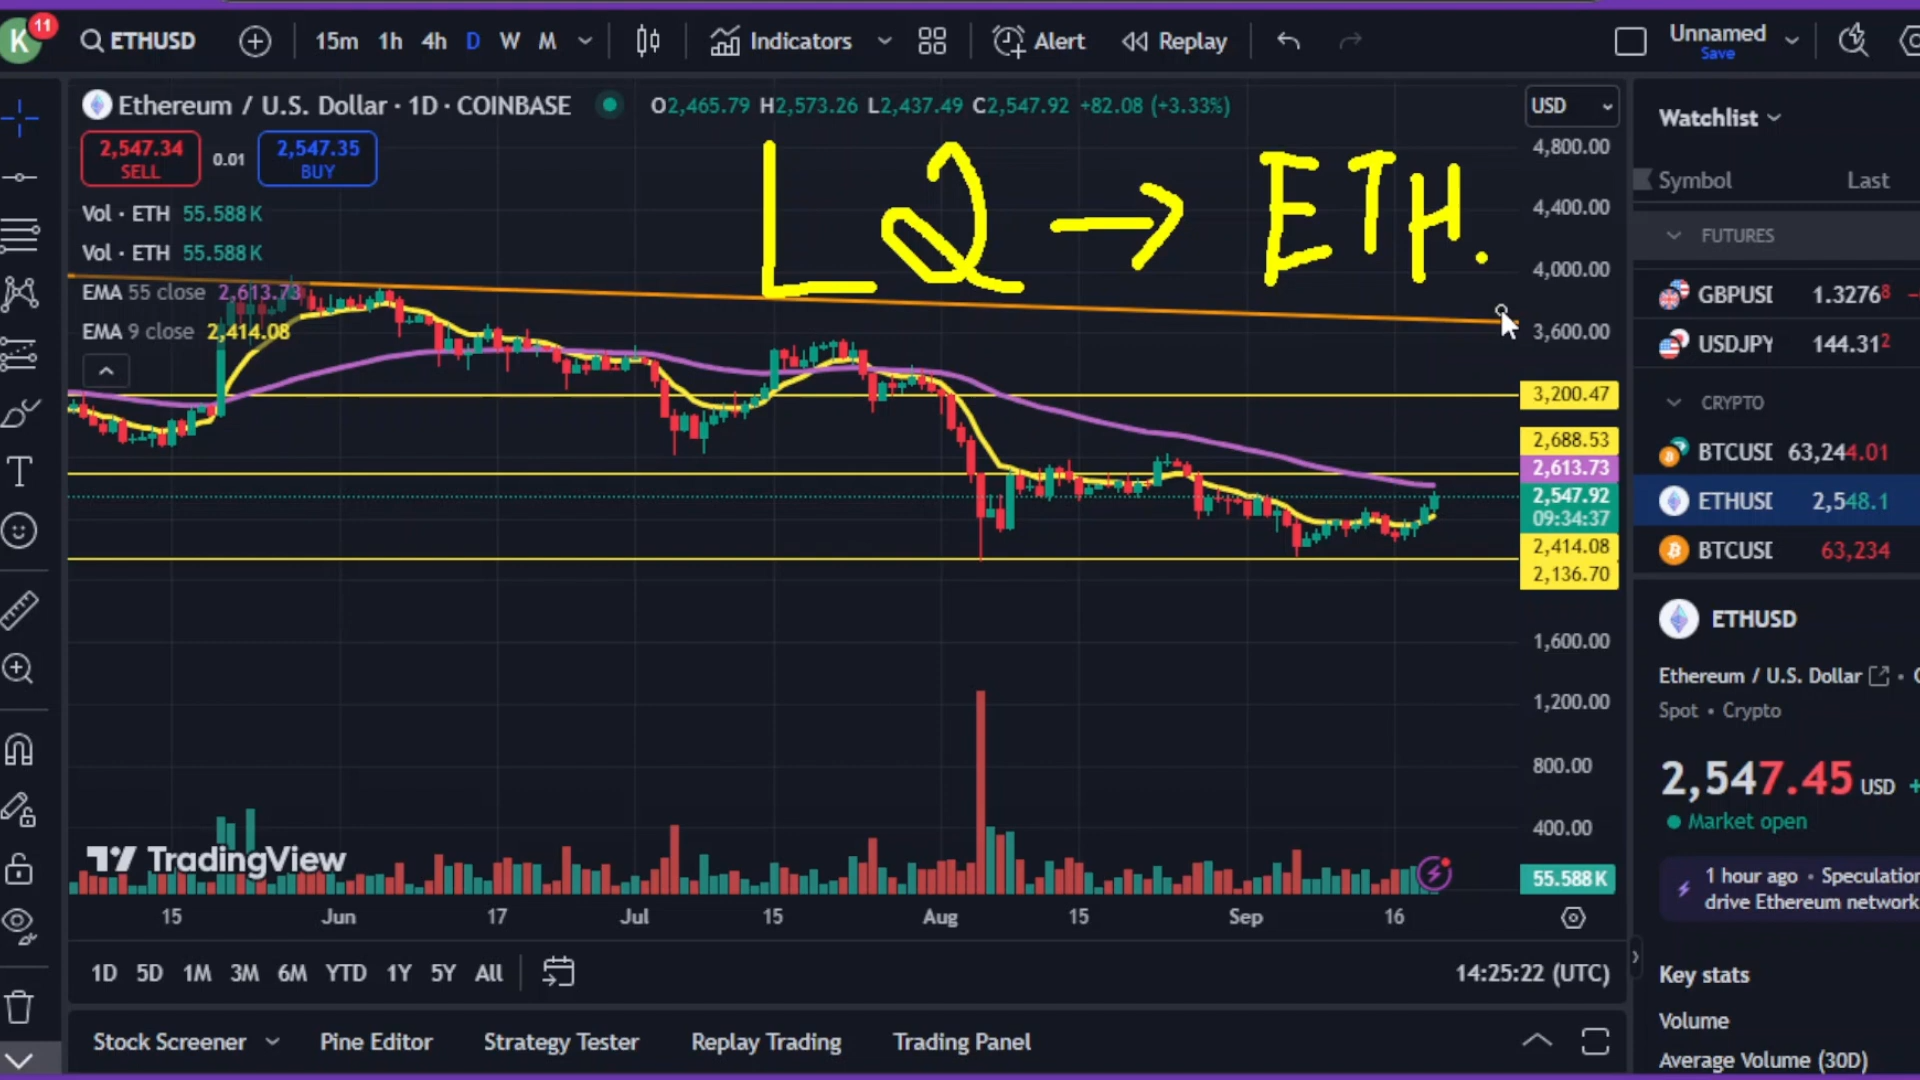 K 11 ETHUSD 15m 1h 4h D W M Indicators Alert Replay Unnamed
Save
Ethereum / U.S. Dollar · 1D · COINBASE O2,465.79 H2,573.26 L2,437.49 C2,547.92 +82.08 (+3.33%) USD
2,547.34 0.01 2,547.35
SELL BUY
Vol · ETH 55.588K
Vol · ETH 55.588K
EMA 55 close 2,613.73
EMA 9 close 2,414.08
LQ → ETH.
4,800.00
4,400.00
4,000.00
3,600.00
3,200.47
2,688.53
2,613.73
2,547.92
09:34:37
2,414.08
2,136.70
1,600.00
1,200.00
800.00
400.00
55.588K
TradingView
15 Jun 17 Jul 15 Aug 15 Sep 16
1D 5D 1M 3M 6M YTD 1Y 5Y All 14:25:22 (UTC)
Stock Screener Pine Editor Strategy Tester Replay Trading Trading Panel
Watchlist
Symbol Last
FUTURES
GBPUSI 1.32768
USDJPY 144.312
CRYPTO
BTCUSI 63,244.01
ETHUSI 2,548.1
BTCUSI 63,234
ETHUSD
Ethereum / U.S. Dollar
Spot • Crypto
2,547.45 USD
Market open
1 hour ago • Speculation
drive Ethereum network
Key stats
Volume
Average Volume (30D)